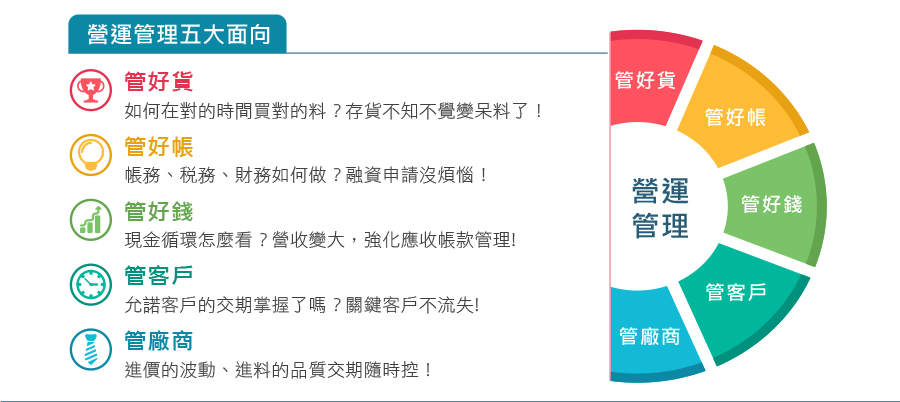 營運管理五大面向
管好貨
如何在對的時間買對的料？存貨不知不覺變呆料了！
管好帳
帳務、稅務、財務如何做？融資申請沒煩惱！
管好錢
現金循環怎麼看？營收變大，強化應收帳款管理!
管客戶
允諾客戶的交期掌握了嗎？關鍵客戶不流失!
管廠商
進價的波動、進料的品質交期隨時控！
管好貨
管好帳
管好錢
管客戶
管廠商
營運
管理